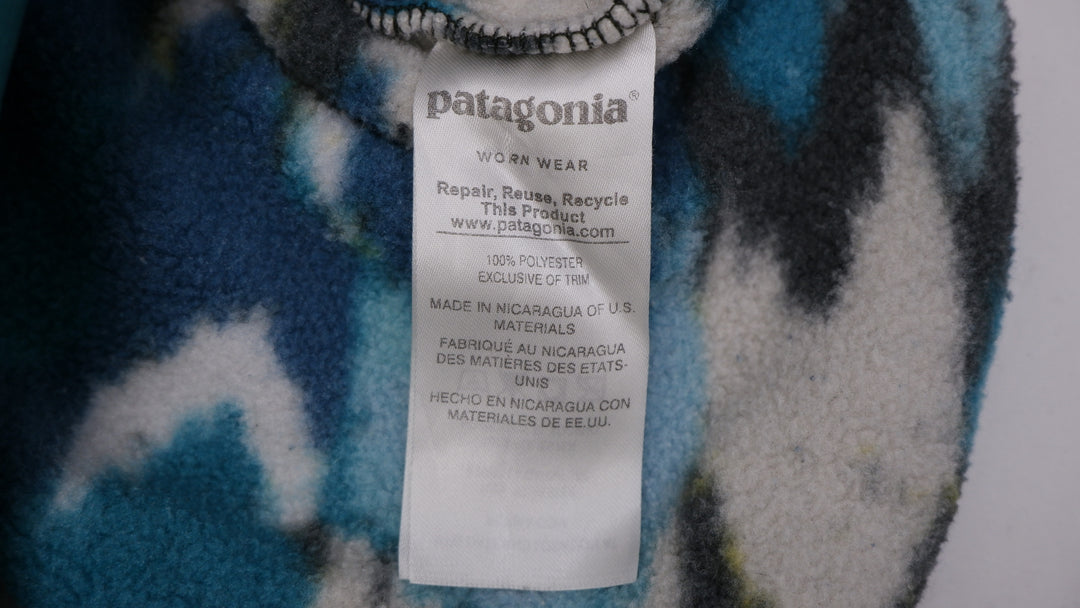 patagonia®
WORN WEAR
Repair, Reuse, Recycle
This Product
www.patagonia.com
100% POLYESTER
EXCLUSIVE OF TRIM
MADE IN NICARAGUA OF U.S.
MATERIALS
FABRIQUÉ AU NICARAGUA
DES MATIÈRES DES ETATS-
UNIS
HECHO EN NICARAGUA CON
MATERIALES DE EE.UU.